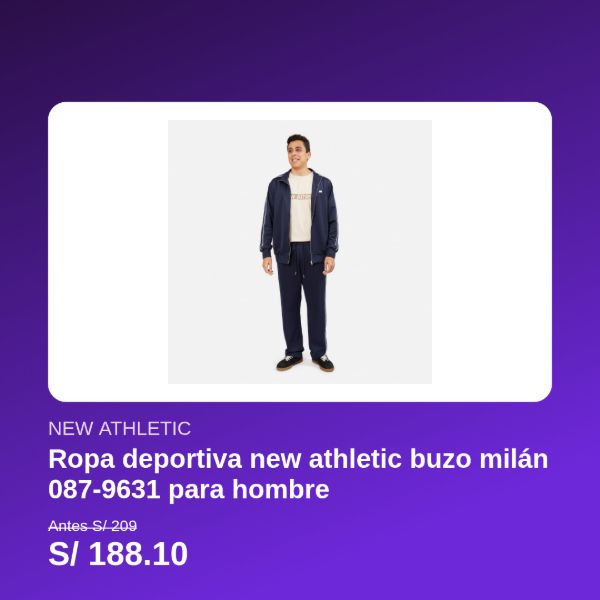 NEW ATHLETIC
Ropa deportiva new athletic buzo milán
087-9631 para hombre
Antes S/ 209
S/ 188.10